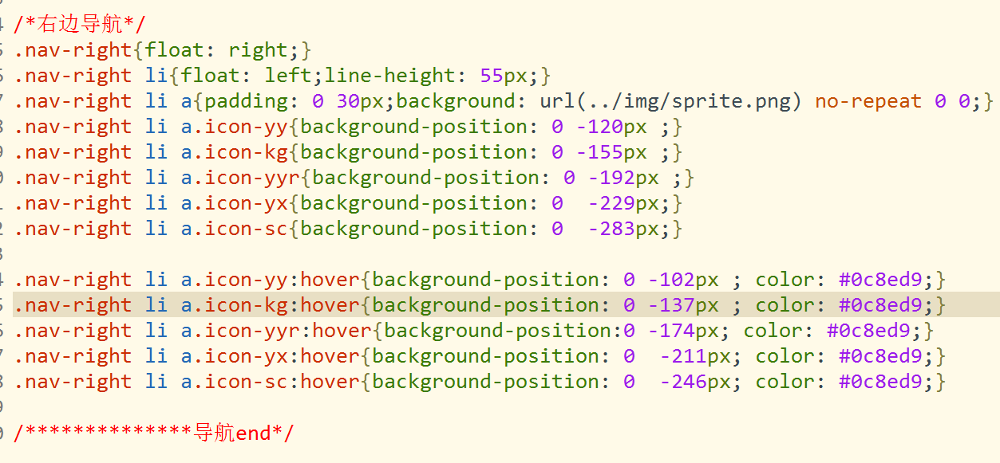 /*右边导航*/
.nav-right{float: right;}
.nav-right li{float: left;line-height: 55px;}
.nav-right li a{padding: 0 30px;background: url(../img/sprite.png) no-repeat 0 0;}
.nav-right li a.icon-yy{background-position: 0 -120px ;}
.nav-right li a.icon-kg{background-position: 0 -155px ;}
.nav-right li a.icon-yyr{background-position: 0 -192px ;}
.nav-right li a.icon-yx{background-position: 0  -229px;}
.nav-right li a.icon-sc{background-position: 0  -283px;}
.nav-right li a.icon-yy:hover{background-position: 0 -102px ; color: #0c8ed9;}
.nav-right li a.icon-kg:hover{background-position: 0 -137px ; color: #0c8ed9;}
.nav-right li a.icon-yyr:hover{background-position:0 -174px; color: #0c8ed9;}
.nav-right li a.icon-yx:hover{background-position: 0  -211px; color: #0c8ed9;}
.nav-right li a.icon-sc:hover{background-position: 0  -246px; color: #0c8ed9;}
/**************导航end*/